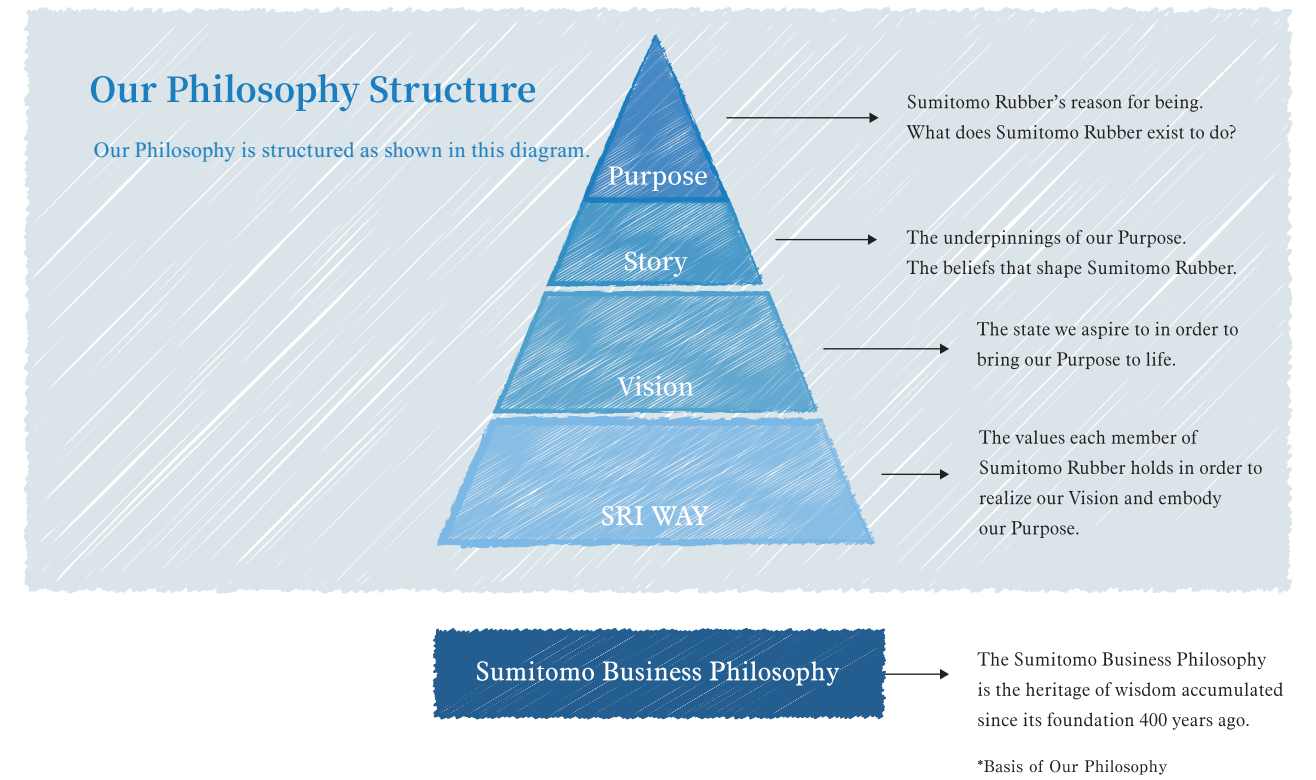 Our Philosophy Structure
Our Philosophy is structured as shown in this diagram.
Purpose
Sumitomo Rubber’s reason for being.
What does Sumitomo Rubber exist to do?
Story
The underpinnings of our Purpose.
The beliefs that shape Sumitomo Rubber.
Vision
The state we aspire to in order to
bring our Purpose to life.
SRI WAY
The values each member of
Sumitomo Rubber holds in order to
realize our Vision and embody
our Purpose.
Sumitomo Business Philosophy
The Sumitomo Business Philosophy
is the heritage of wisdom accumulated
since its foundation 400 years ago.
*Basis of Our Philosophy